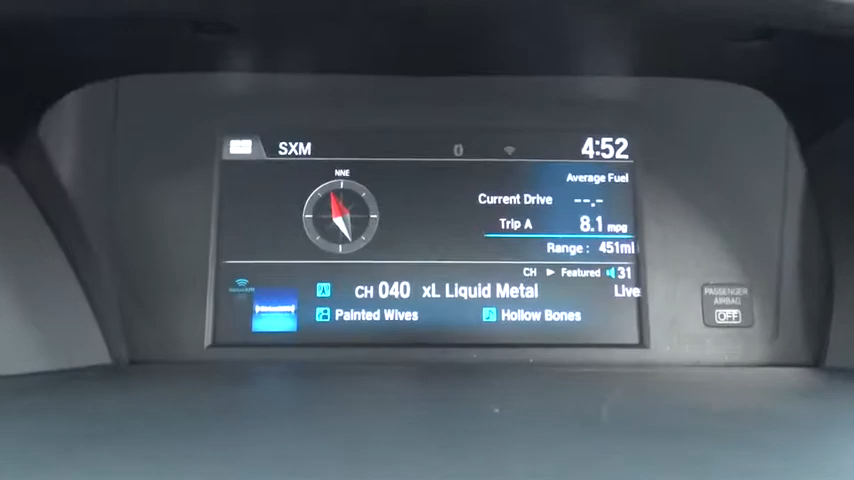 SXM 4:52
NNE
Average Fuel
Current Drive --.-
Trip A 8.1 mpg
Range: 451mi
CH ▶ Featured 31
CH 040 xL Liquid Metal Live
Painted Wives Hollow Bones
PASSENGER
AIRBAG
OFF